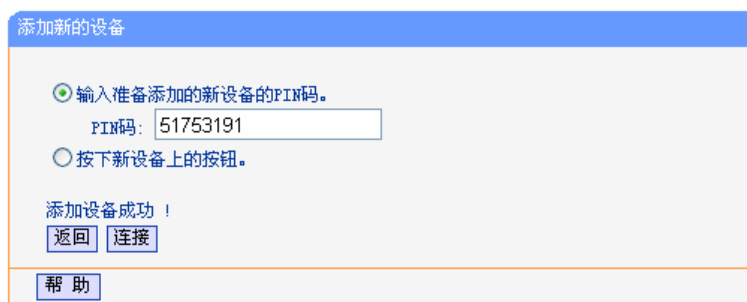 添加新的设备
输入准备添加的新设备的PIN码。
PIN码: 51753191
按下新设备上的按钮。
添加设备成功 !
返回 连接
帮 助